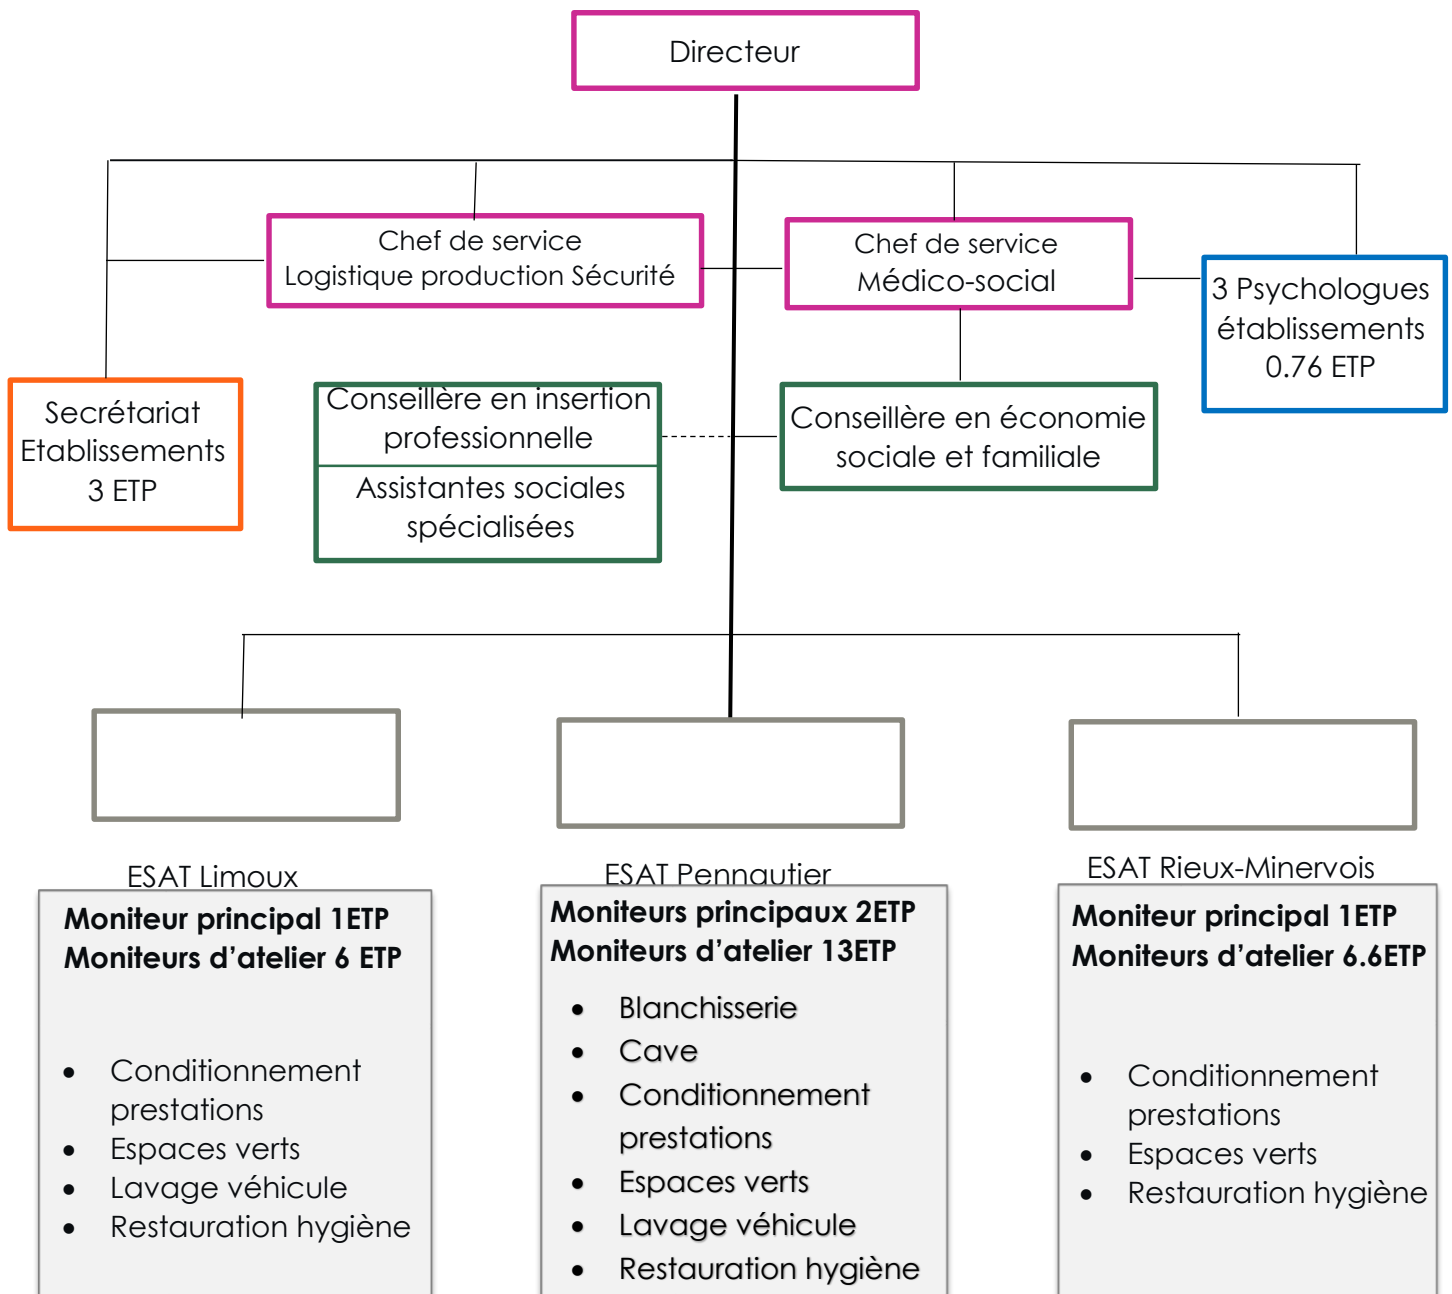 Directeur
Chef de service
Logistique production Sécurité
Chef de service
Médico-social
3 Psychologues
établissements
0.76 ETP
Secrétariat
Etablissements
3 ETP
Conseillère en insertion
professionnelle
Assistantes sociales
spécialisées
Conseillère en économie
sociale et familiale
ESAT Limoux
Moniteur principal 1ETP
Moniteurs d’atelier 6 ETP
• Conditionnement
prestations
• Espaces verts
• Lavage véhicule
• Restauration hygiène
ESAT Pennautier
Moniteurs principaux 2ETP
Moniteurs d’atelier 13ETP
• Blanchisserie
• Cave
• Conditionnement
prestations
• Espaces verts
• Lavage véhicule
• Restauration hygiène
ESAT Rieux-Minervois
Moniteur principal 1ETP
Moniteurs d’atelier 6.6ETP
• Conditionnement
prestations
• Espaces verts
• Restauration hygiène